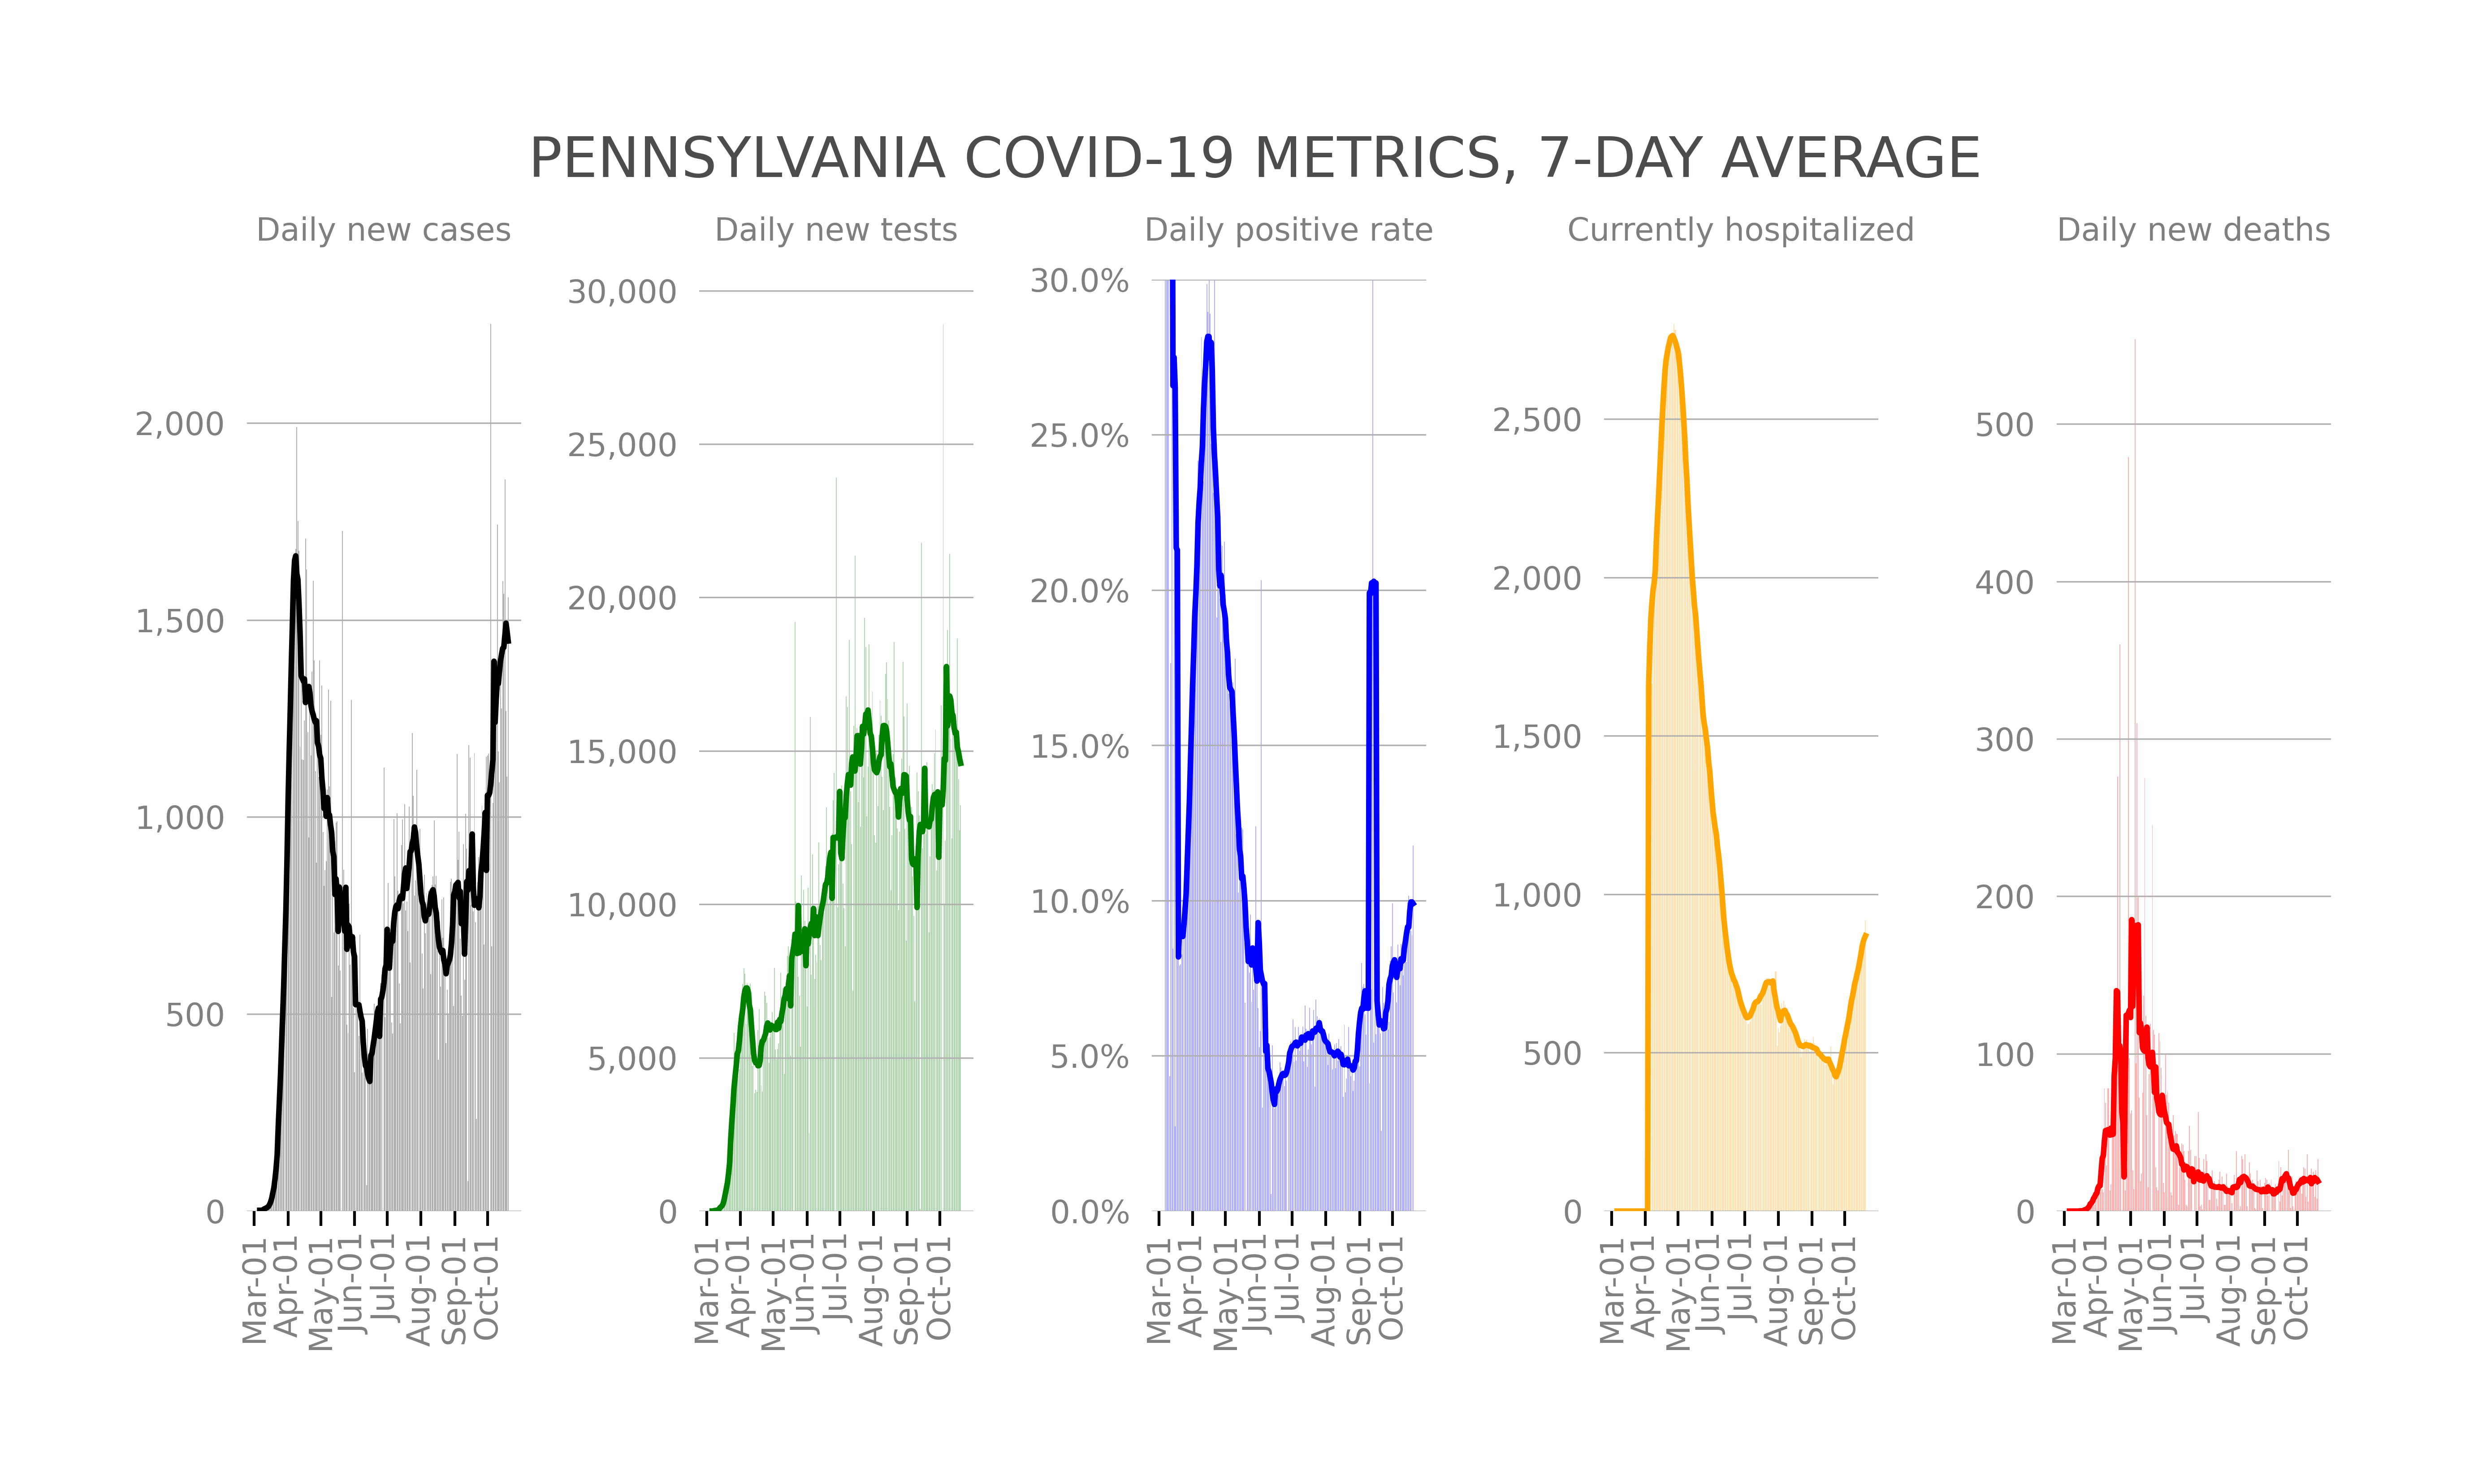 PENNSYLVANIA COVID-19 METRICS, 7-DAY AVERAGE
Daily new cases
2,000
1,500
1,000
500
0
Mar-01
Apr-01
May-01
Jun-01
Jul-01
Aug-01
Sep-01
Oct-01
Daily new tests
30,000
25,000
20,000
15,000
10,000
5,000
0
Mar-01
Apr-01
May-01
Jun-01
Jul-01
Aug-01
Sep-01
Oct-01
Daily positive rate
30.0%
25.0%
20.0%
15.0%
10.0%
5.0%
0.0%
Mar-01
Apr-01
May-01
Jun-01
Jul-01
Aug-01
Sep-01
Oct-01
Currently hospitalized
2,500
2,000
1,500
1,000
500
0
Mar-01
Apr-01
May-01
Jun-01
Jul-01
Aug-01
Sep-01
Oct-01
Daily new deaths
500
400
300
200
100
0
Mar-01
Apr-01
May-01
Jun-01
Jul-01
Aug-01
Sep-01
Oct-01